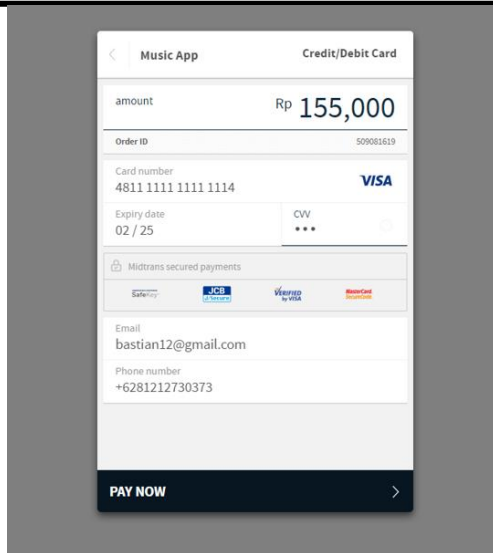 Music App
Credit/Debit Card
amount
Rp 155,000
Order ID
509081619
Card number
4811 1111 1111 1114
VISA
Expiry date
02 / 25
CVV
•••
Midtrans secured payments
SafeKey
JCB
J/Secure
VERIFIED
by VISA
MasterCard
SecureCode
Email
bastian12@gmail.com
Phone number
+6281212730373
PAY NOW